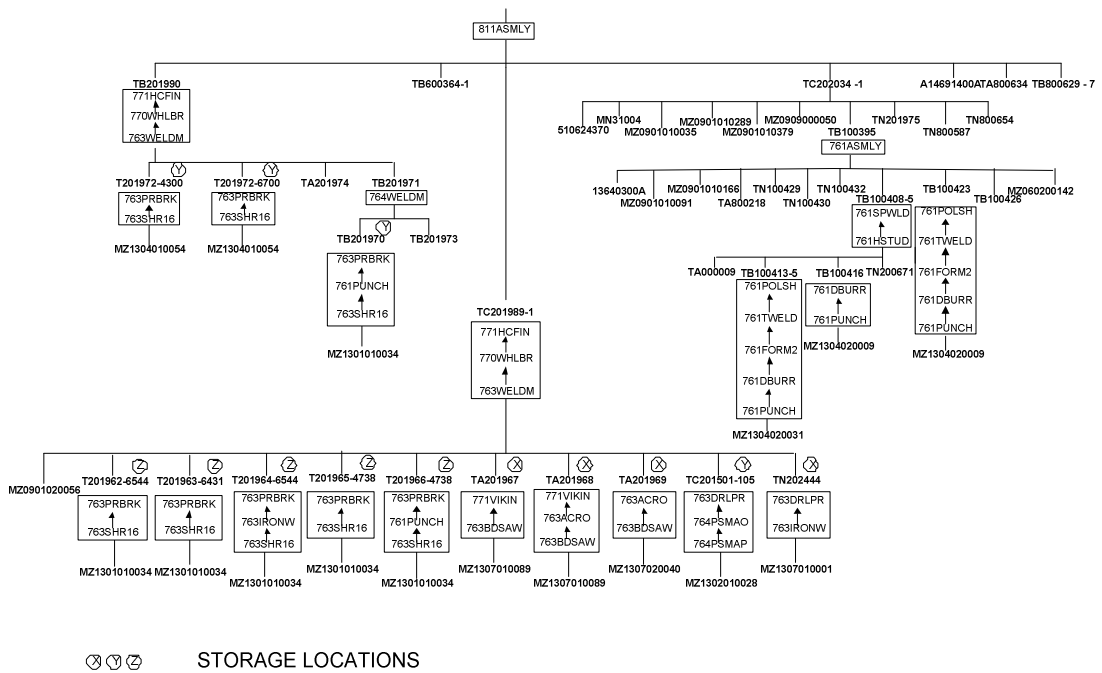 811ASMLY
TB201990
TB600364-1
TC202034 -1
A14691400A
TA800634
TB800629 - 7
771HCFIN
770WHLBR
763WELDM
510624370
MN31004
MZ0901010035
MZ0901010289
MZ0901010379
MZ0909000050
TB100395
TN201975
TN800587
TN800654
761ASMLY
Y
Y
T201972-4300
T201972-6700
TA201974
TB201971
763PRBRK
763SHR16
763PRBRK
763SHR16
764WELDM
MZ1304010054
MZ1304010054
Y
TB201970
TB201973
763PRBRK
761PUNCH
763SHR16
MZ1301010034
13640300A
MZ0901010091
MZ0901010166
TA800218
TN100429
TN100430
TN100432
TB100408-5
TB100423
TB100426
MZ060200142
761SPWLD
761HSTUD
761POLSH
761TWELD
761FORM2
761DBURR
761PUNCH
MZ1304020009
TA000009
TB100413-5
TB100416
TN200671
761POLSH
761TWELD
761FORM2
761DBURR
761PUNCH
MZ1304020031
761DBURR
761PUNCH
MZ1304020009
TC201989-1
771HCFIN
770WHLBR
763WELDM
Z
Z
Z
Z
Z
X
X
X
Y
X
MZ0901020056
T201962-6544
T201963-6431
T201964-6544
T201965-4738
T201966-4738
TA201967
TA201968
TA201969
TC201501-105
TN202444
763PRBRK
763SHR16
MZ1301010034
763PRBRK
763SHR16
MZ1301010034
763PRBRK
763IRONW
763SHR16
MZ1301010034
763PRBRK
763SHR16
MZ1301010034
763PRBRK
761PUNCH
763SHR16
MZ1301010034
771VIKIN
763BDSAW
MZ1307010089
771VIKIN
763ACRO
763BDSAW
MZ1307010089
763ACRO
763BDSAW
MZ1307020040
763DRLPR
764PSMAO
764PSMAP
MZ1302010028
763DRLPR
763IRONW
MZ1307010001
X Y Z STORAGE LOCATIONS